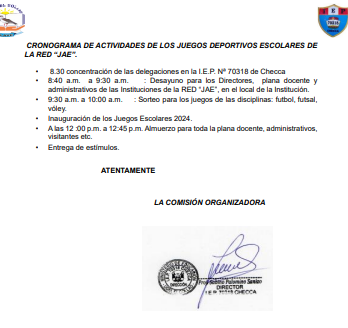 CRONOGRAMA DE ACTIVIDADES DE LOS JUEGOS DEPORTIVOS ESCOLARES DE
LA RED “JAE”.
• 8.30 concentración de las delegaciones en la I.E.P. Nº 70318 de Checca
• 8:40 a.m. a 9:30 a.m. : Desayuno para los Directores, plana docente y
administrativos de las Instituciones de la RED “JAE”, en el local de la Institución.
• 9:30 a.m. a 10:00 a.m. : Sorteo para los juegos de las disciplinas: futbol, futsal,
vóley.
• Inauguración de los Juegos Escolares 2024.
• A las 12 :00 p.m. a 12:45 p.m. Almuerzo para toda la plana docente, administrativos,
visitantes etc.
• Entrega de estímulos.
ATENTAMENTE
LA COMISIÓN ORGANIZADORA
DIRECCIÓN
Palomino
DIRECTOR
I.E.P. 70318 CHECCA